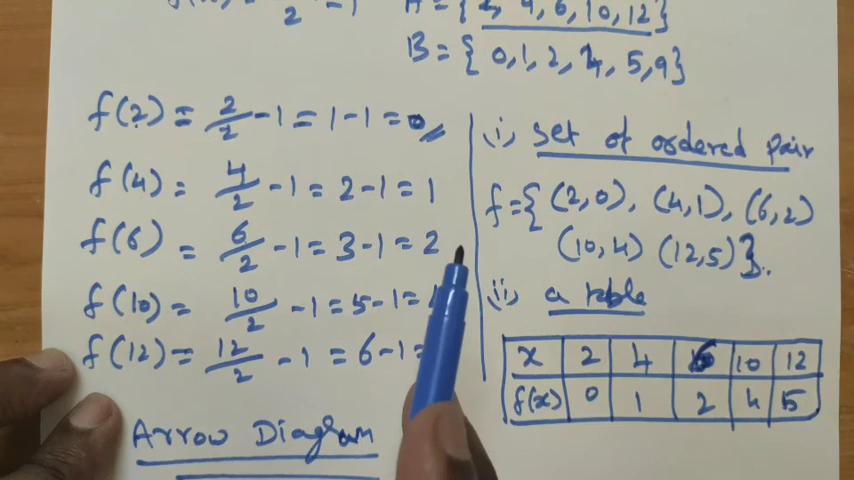 A = {2, 4, 6, 10, 12}
B = {0, 1, 2, 4, 5, 9}
f(2) = 2/2 - 1 = 1 - 1 = 0
f(4) = 4/2 - 1 = 2 - 1 = 1
f(6) = 6/2 - 1 = 3 - 1 = 2
f(10) = 10/2 - 1 = 5 - 1 =
f(12) = 12/2 - 1 = 6 - 1 =
Arrow Diagram
(i) set of ordered pair
f = { (2,0), (4,1), (6,2)
(10,4) (12,5) }.
(ii) a table
x 2 4 6 10 12
f(x) 0 1 2 4 5